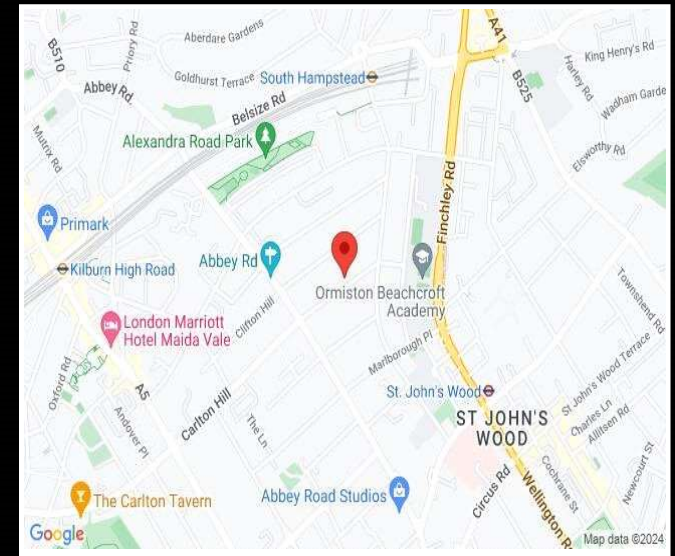 A41
King Henry's Rd
B510
Priory Rd
Aberdare Gardens
Goldhurst Terrace
South Hampstead
B525
Harley Rd
Wadham Garde
Abbey Rd
Belsize Rd
Mutrix Rd
Alexandra Road Park
Elsworthy Rd
Finchley Rd
Primark
Kilburn High Road
Abbey Rd
Ormiston Beachcroft
Academy
Townshend Rd
Clifton Hill
London Marriott
Hotel Maida Vale
Marlborough Pl
St John's Wood Terrace
Oxford Rd
A5
Carlton Hill
St. John's Wood
Charles Ln
Allitsen Rd
Andover Pl
The Ln
ST JOHN'S
WOOD
Cochrane St
Newcourt St
The Carlton Tavern
Abbey Road Studios
Circus Rd
Wellington R
Google
Map data ©2024